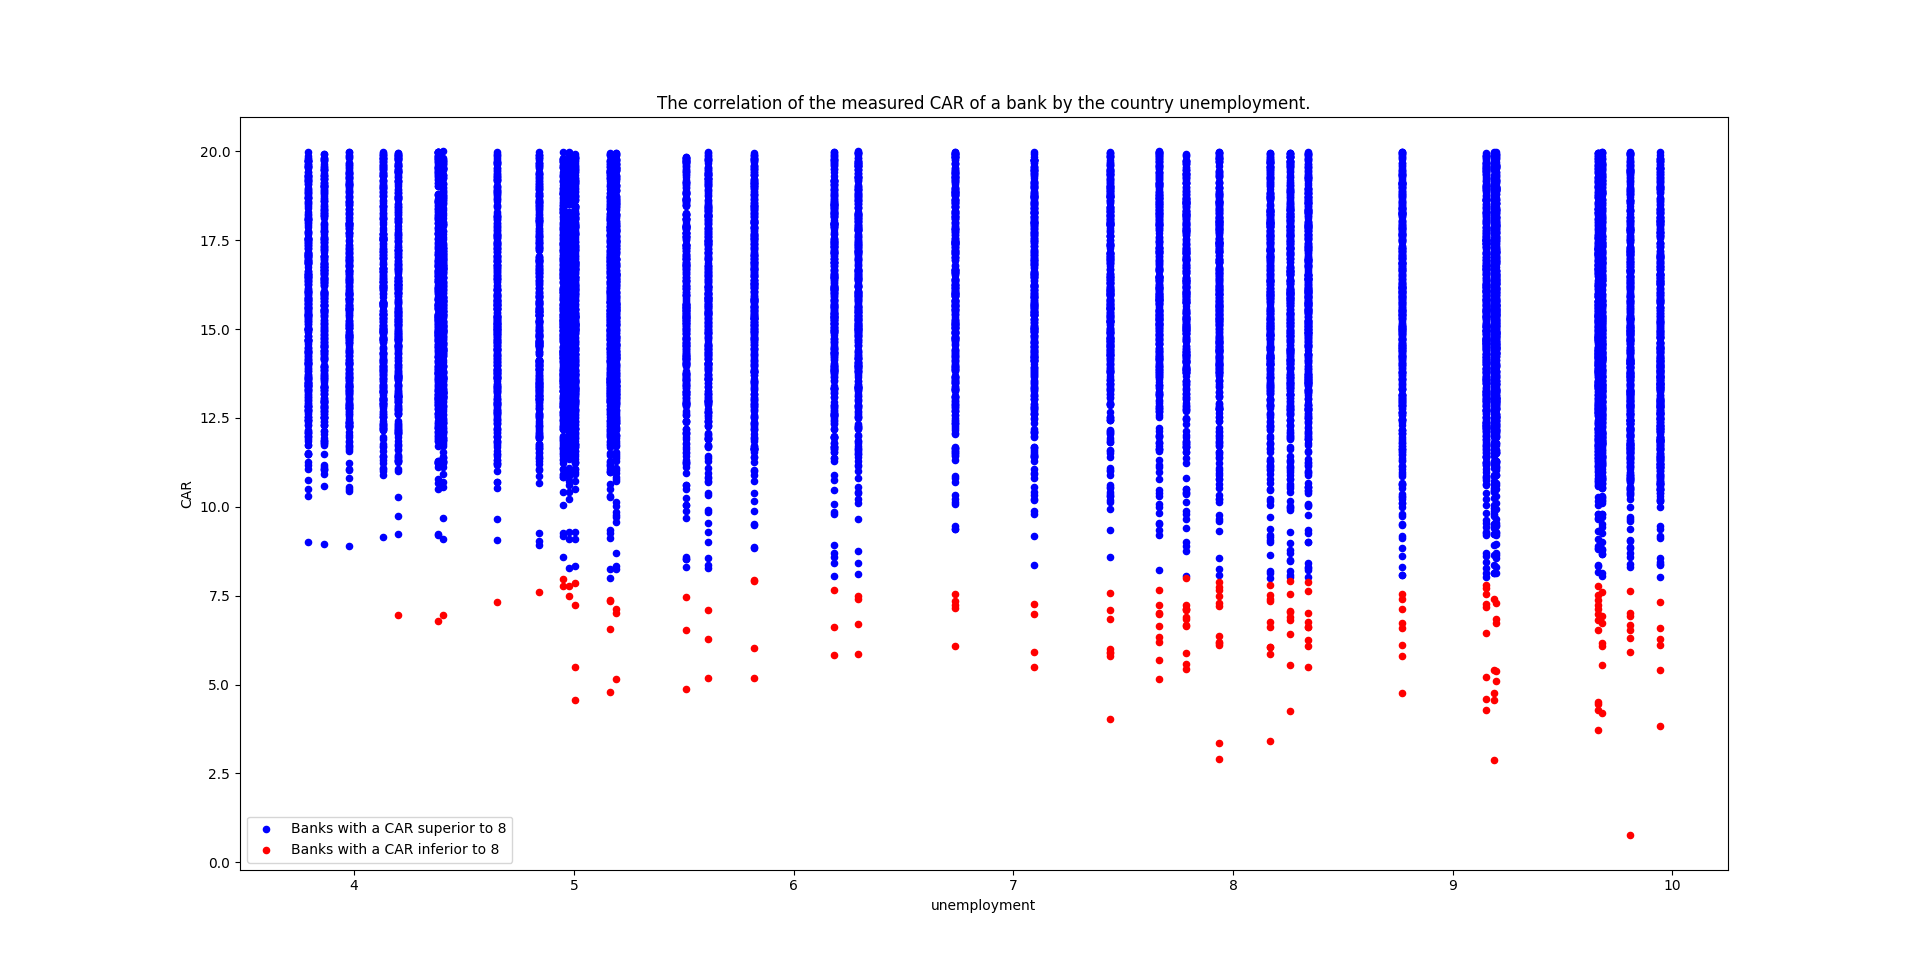 The correlation of the measured CAR of a bank by the country unemployment.
20.0
17.5
15.0
12.5
10.0
7.5
5.0
2.5
0.0
CAR
Banks with a CAR superior to 8
Banks with a CAR inferior to 8
4 5 6 7 8 9 10
unemployment